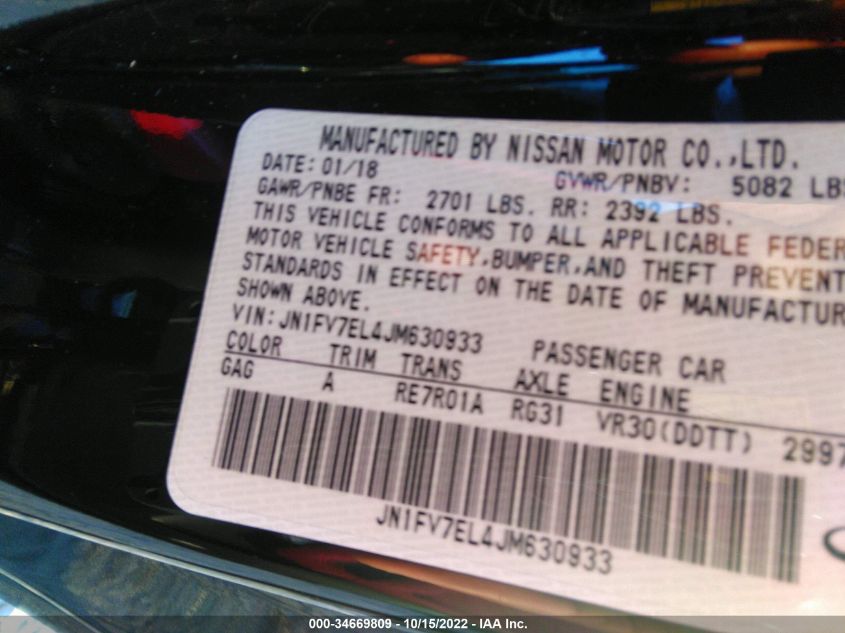 MANUFACTURED BY NISSAN MOTOR CO.,LTD.
DATE: 01/18 GVWR/PNBV: 5082 LBS
GAWR/PNBE FR: 2701 LBS. RR: 2392 LBS.
THIS VEHICLE CONFORMS TO ALL APPLICABLE FEDER
MOTOR VEHICLE SAFETY,BUMPER,AND THEFT PREVENT
STANDARDS IN EFFECT ON THE DATE OF MANUFACTUR
SHOWN ABOVE.
VIN: JN1FV7EL4JM630933 PASSENGER CAR
COLOR TRIM TRANS AXLE ENGINE
GAG A RE7R01A RG31 VR30(DDTT) 2997
JN1FV7EL4JM630933
000-34669809 - 10/15/2022 - IAA Inc.